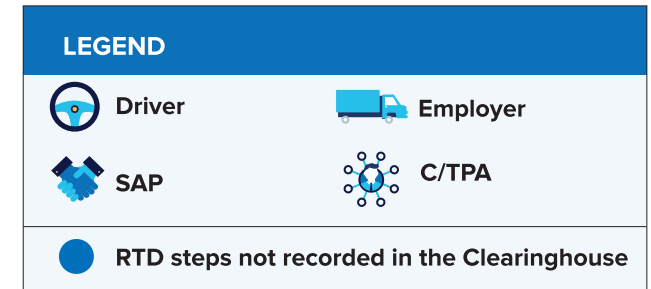 LEGEND
Driver
Employer
SAP
C/TPA
RTD steps not recorded in the Clearinghouse